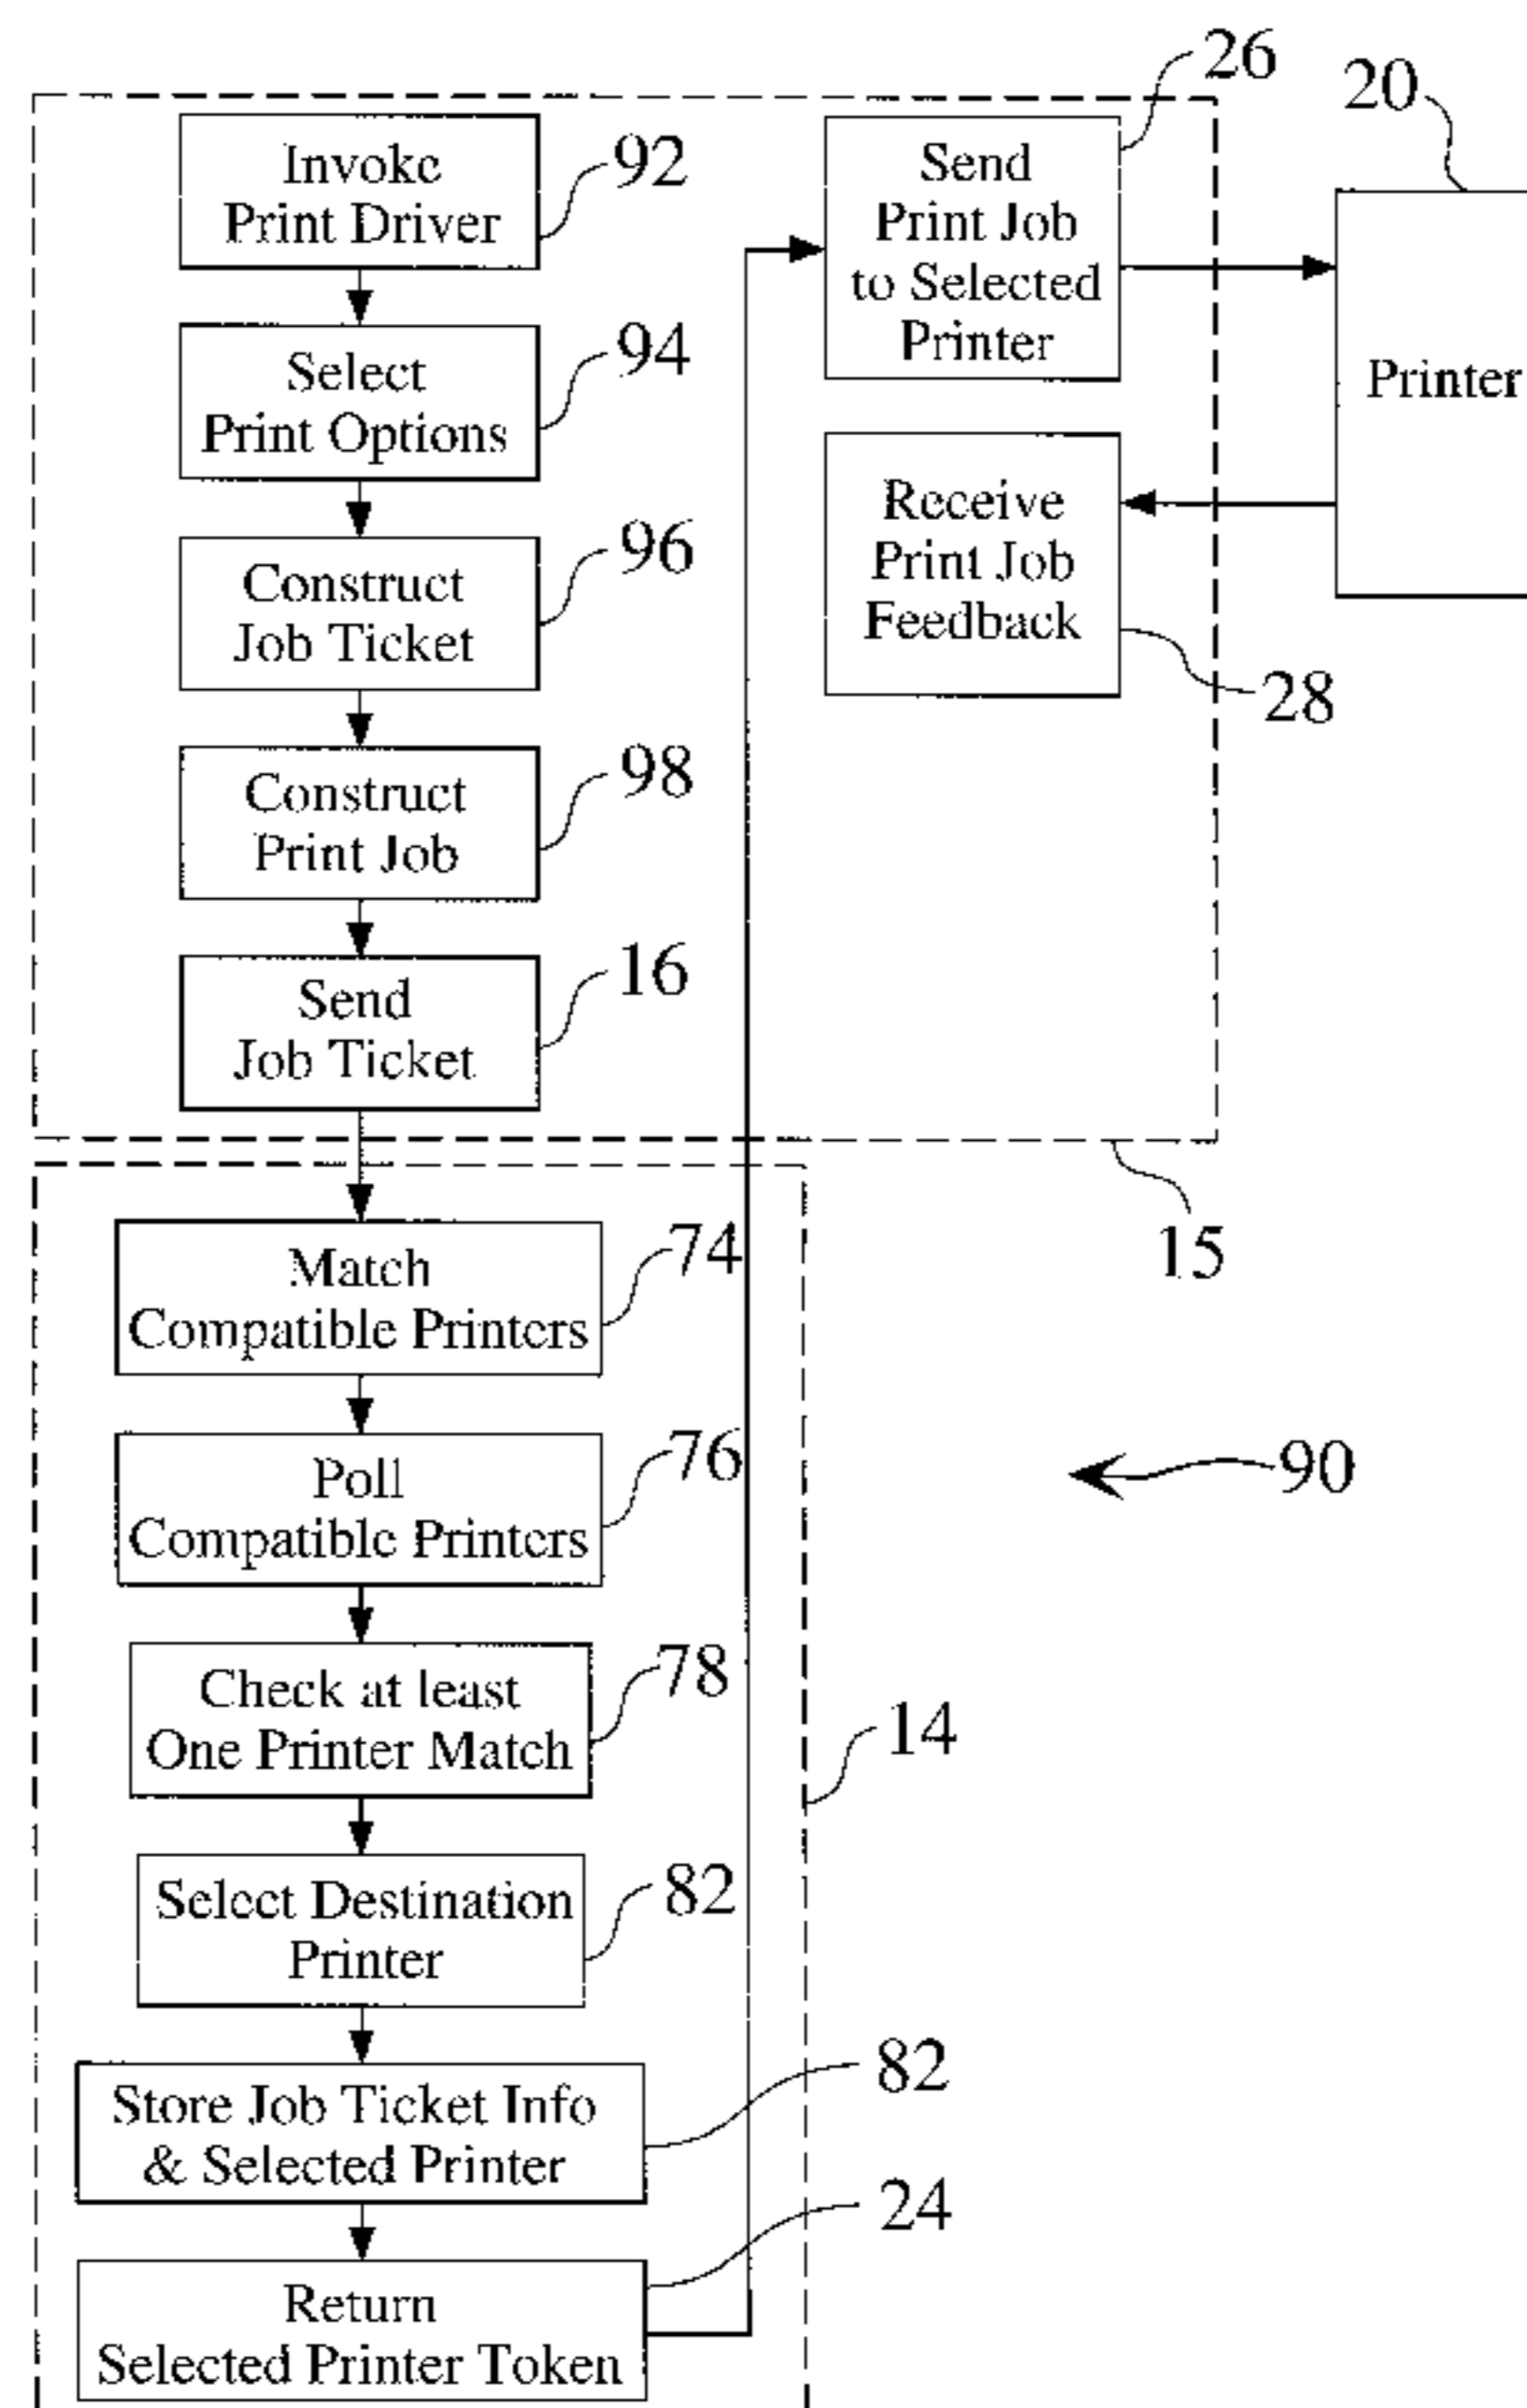 Invoke
Print Driver
92
Select
Print Options
94
Construct
Job Ticket
96
Construct
Print Job
98
Send
Job Ticket
16
Send
Print Job
to Selected
Printer
26
20
Printer
Receive
Print Job
Feedback
28
15
Match
Compatible Printers
74
Poll
Compatible Printers
76
90
Check at least
One Printer Match
78
14
Select Destination
Printer
82
Store Job Ticket Info
& Selected Printer
82
Return
Selected Printer Token
24